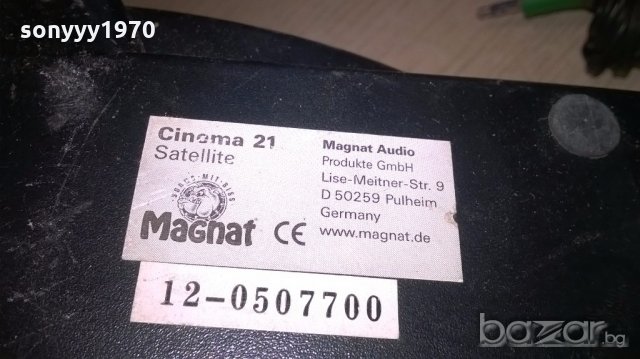 sonyyy1970
Cinema 21
Satellite
Magnat
CE
Magnat Audio
Produkte GmbH
Lise-Meitner-Str. 9
D 50259 Pulheim
Germany
www.magnat.de
12-0507700
bazar.bg